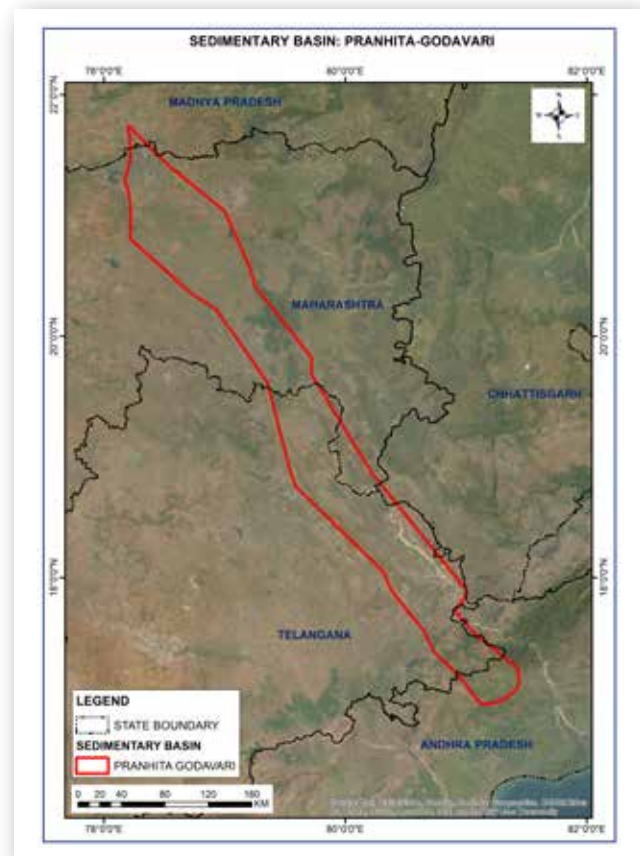 SEDIMENTARY BASIN: PRANHITA-GODAVARI
78°0'0"E 80°0'0"E 82°0'0"E
22°0'0"N 22°0'0"N
MADHYA PRADESH
MAHARASHTRA
20°0'0"N 20°0'0"N
CHHATTISGARH
18°0'0"N 18°0'0"N
TELANGANA
ANDHRA PRADESH
LEGEND
STATE BOUNDARY
SEDIMENTARY BASIN
PRANHITA GODAVARI
0 20 40 80 120 160
KM
78°0'0"E 80°0'0"E 82°0'0"E